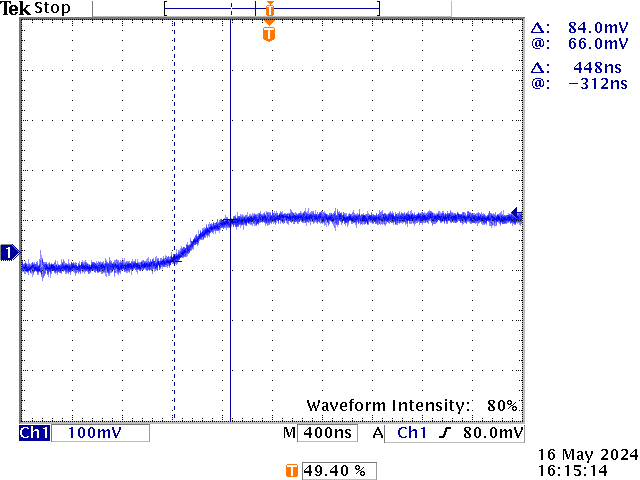 Tek Stop
T
T
Δ: 84.0mV
@: 66.0mV
Δ: 448ns
@: −312ns
1
Waveform Intensity: 80%
Ch1 100mV M 400ns A Ch1 80.0mV
16 May 2024
T 49.40 % 16:15:14